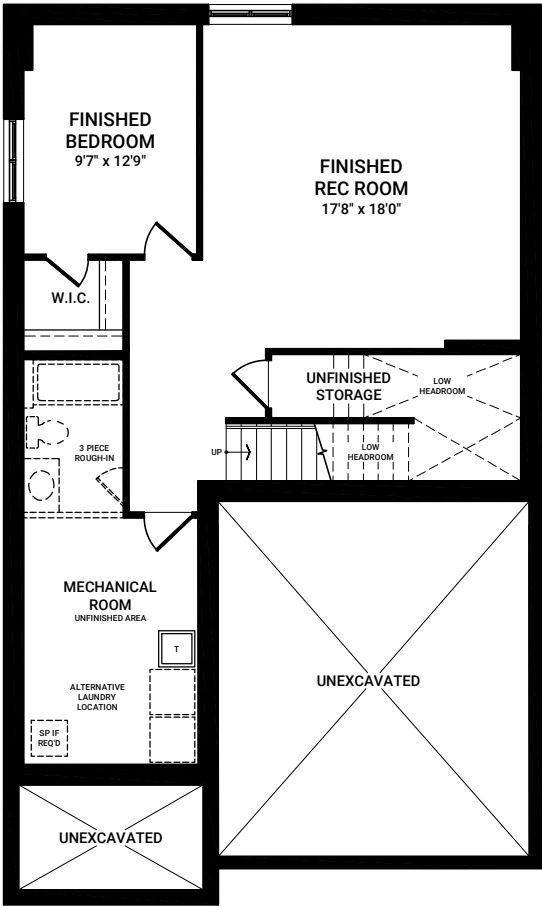 FINISHED
BEDROOM
9'7" x 12'9"
FINISHED
REC ROOM
17'8" x 18'0"
W.I.C.
UNFINISHED
STORAGE
LOW
HEADROOM
3 PIECE
ROUGH-IN
UP
LOW
HEADROOM
MECHANICAL
ROOM
UNFINISHED AREA
T
ALTERNATIVE
LAUNDRY
LOCATION
SP IF
REQ'D
UNEXCAVATED
UNEXCAVATED